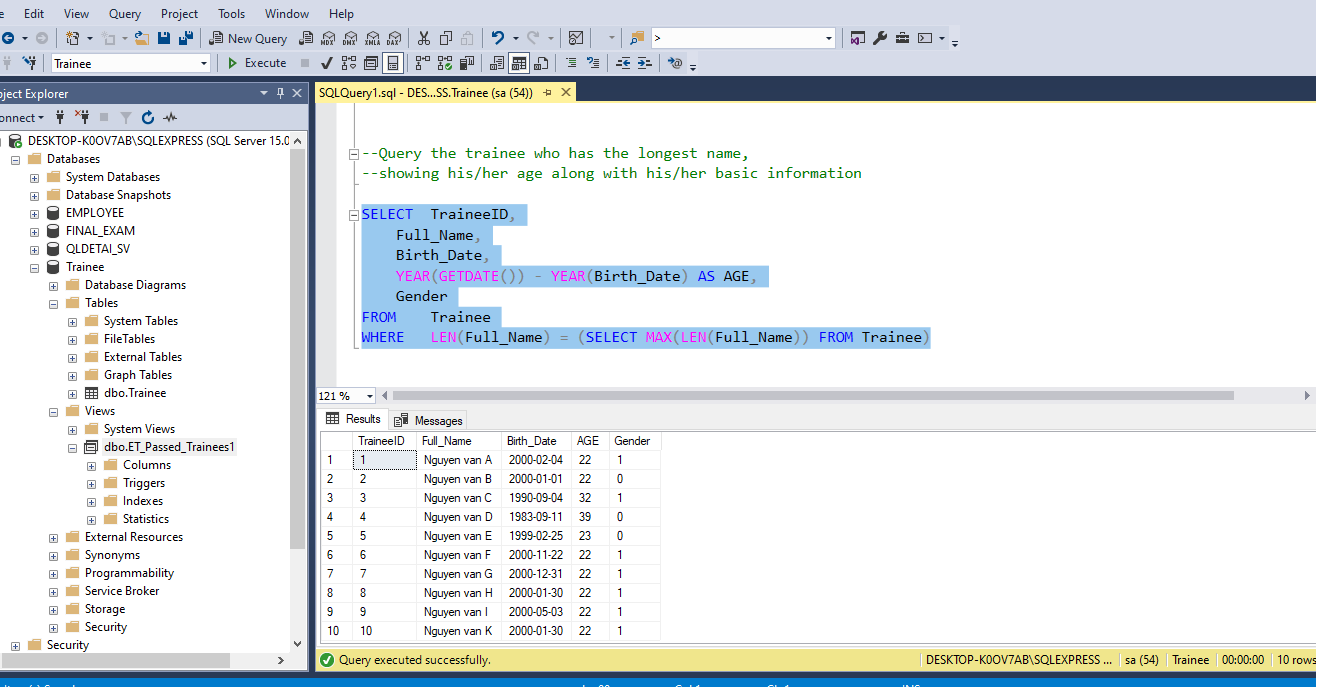 Edit View Query Project Tools Window Help
New Query MDX DMX XMLA DAX >
Trainee Execute
ject Explorer
SQLQuery1.sql - DES...SS.Trainee (sa (54))
onnect
DESKTOP-K0OV7AB\SQLEXPRESS (SQL Server 15.0
Databases
System Databases
Database Snapshots
EMPLOYEE
FINAL_EXAM
QLDETAI_SV
Trainee
Database Diagrams
Tables
System Tables
FileTables
External Tables
Graph Tables
dbo.Trainee
Views
System Views
dbo.ET_Passed_Trainees1
Columns
Triggers
Indexes
Statistics
External Resources
Synonyms
Programmability
Service Broker
Storage
Security
Security
--Query the trainee who has the longest name,
--showing his/her age along with his/her basic information
SELECT TraineeID,
Full_Name,
Birth_Date,
YEAR(GETDATE()) - YEAR(Birth_Date) AS AGE,
Gender
FROM Trainee
WHERE LEN(Full_Name) = (SELECT MAX(LEN(Full_Name)) FROM Trainee)
121 %
Results Messages
TraineeID Full_Name Birth_Date AGE Gender
1 1 Nguyen van A 2000-02-04 22 1
2 2 Nguyen van B 2000-01-01 22 0
3 3 Nguyen van C 1990-09-04 32 1
4 4 Nguyen van D 1983-09-11 39 0
5 5 Nguyen van E 1999-02-25 23 0
6 6 Nguyen van F 2000-11-22 22 1
7 7 Nguyen van G 2000-12-31 22 1
8 8 Nguyen van H 2000-01-30 22 1
9 9 Nguyen van I 2000-05-03 22 1
10 10 Nguyen van K 2000-01-30 22 1
Query executed successfully. DESKTOP-K0OV7AB\SQLEXPRESS ... sa (54) Trainee 00:00:00 10 rows